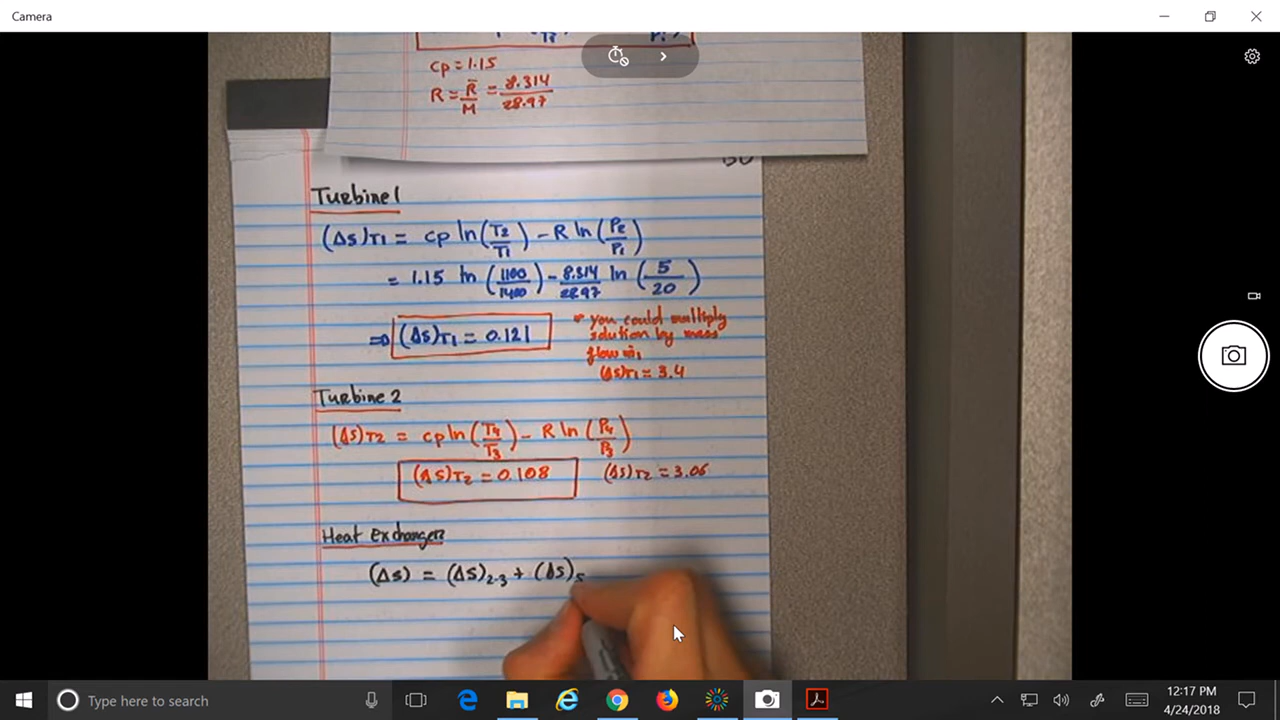 Camera
cp = 1.15
R = R̄/M = 8.314/28.97
Turbine 1
(Δs)T1 = cp ln(T2/T1) - R ln(P2/P1)
= 1.15 ln (1100/1400) - 8.314/28.97 ln (5/20)
⇒ (Δs)T1 = 0.121
* you could multiply
solution by mass
flow ṁ1
(Δs)T1 = 3.4
Turbine 2
(Δs)T2 = cp ln(T4/T3) - R ln(P4/P3)
(Δs)T2 = 0.108 (Δs)T2 = 3.06
Heat Exchanger
(Δs) = (Δs)2-3 + (Δs)5
Type here to search
12:17 PM
4/24/2018